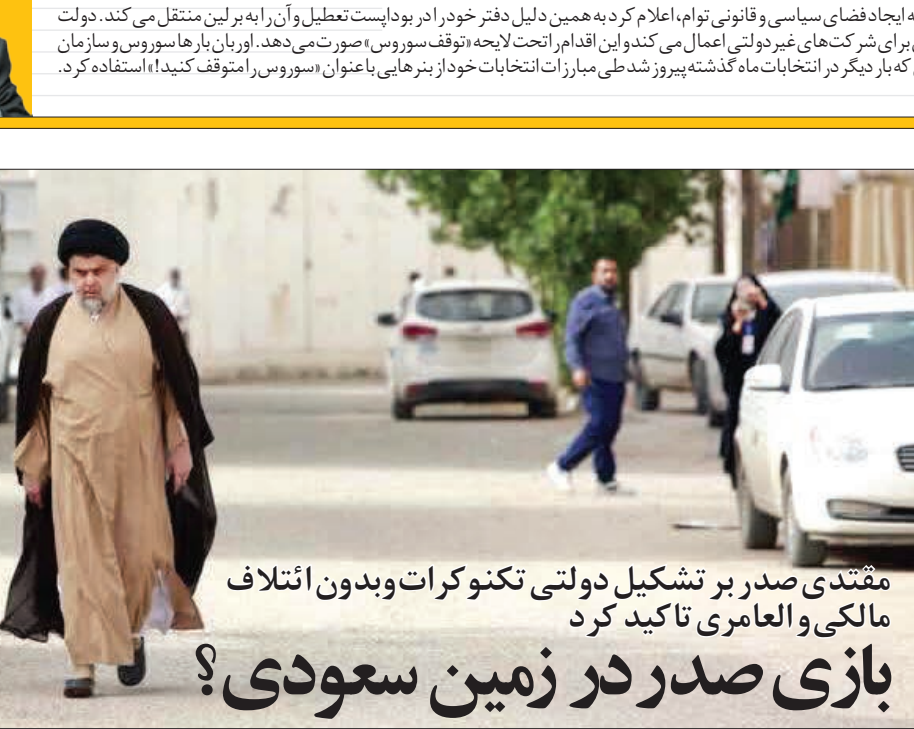 ه ایجاد فضای سیاسی و قانونی توام، اعلام کرد به همین دلیل دفتر خود را در بوداپست تعطیل و آن را به برلین منتقل می کند. دولت
برای شرکت‌های غیردولتی اعمال می کند و این اقدام را تحت لایحه «توقف سوروس» صورت می‌دهد. اوربان بارها سوروس و سازمان
که بار دیگر در انتخابات ماه گذشته پیروز شد طی مبارزات انتخابات خود از بنرهایی با عنوان «سوروس را متوقف کنید!» استفاده کرد.
مقتدی صدر بر تشکیل دولتی تکنوکرات و بدون ائتلاف
مالکی و العامری تاکید کرد
بازی صدر در زمین سعودی؟